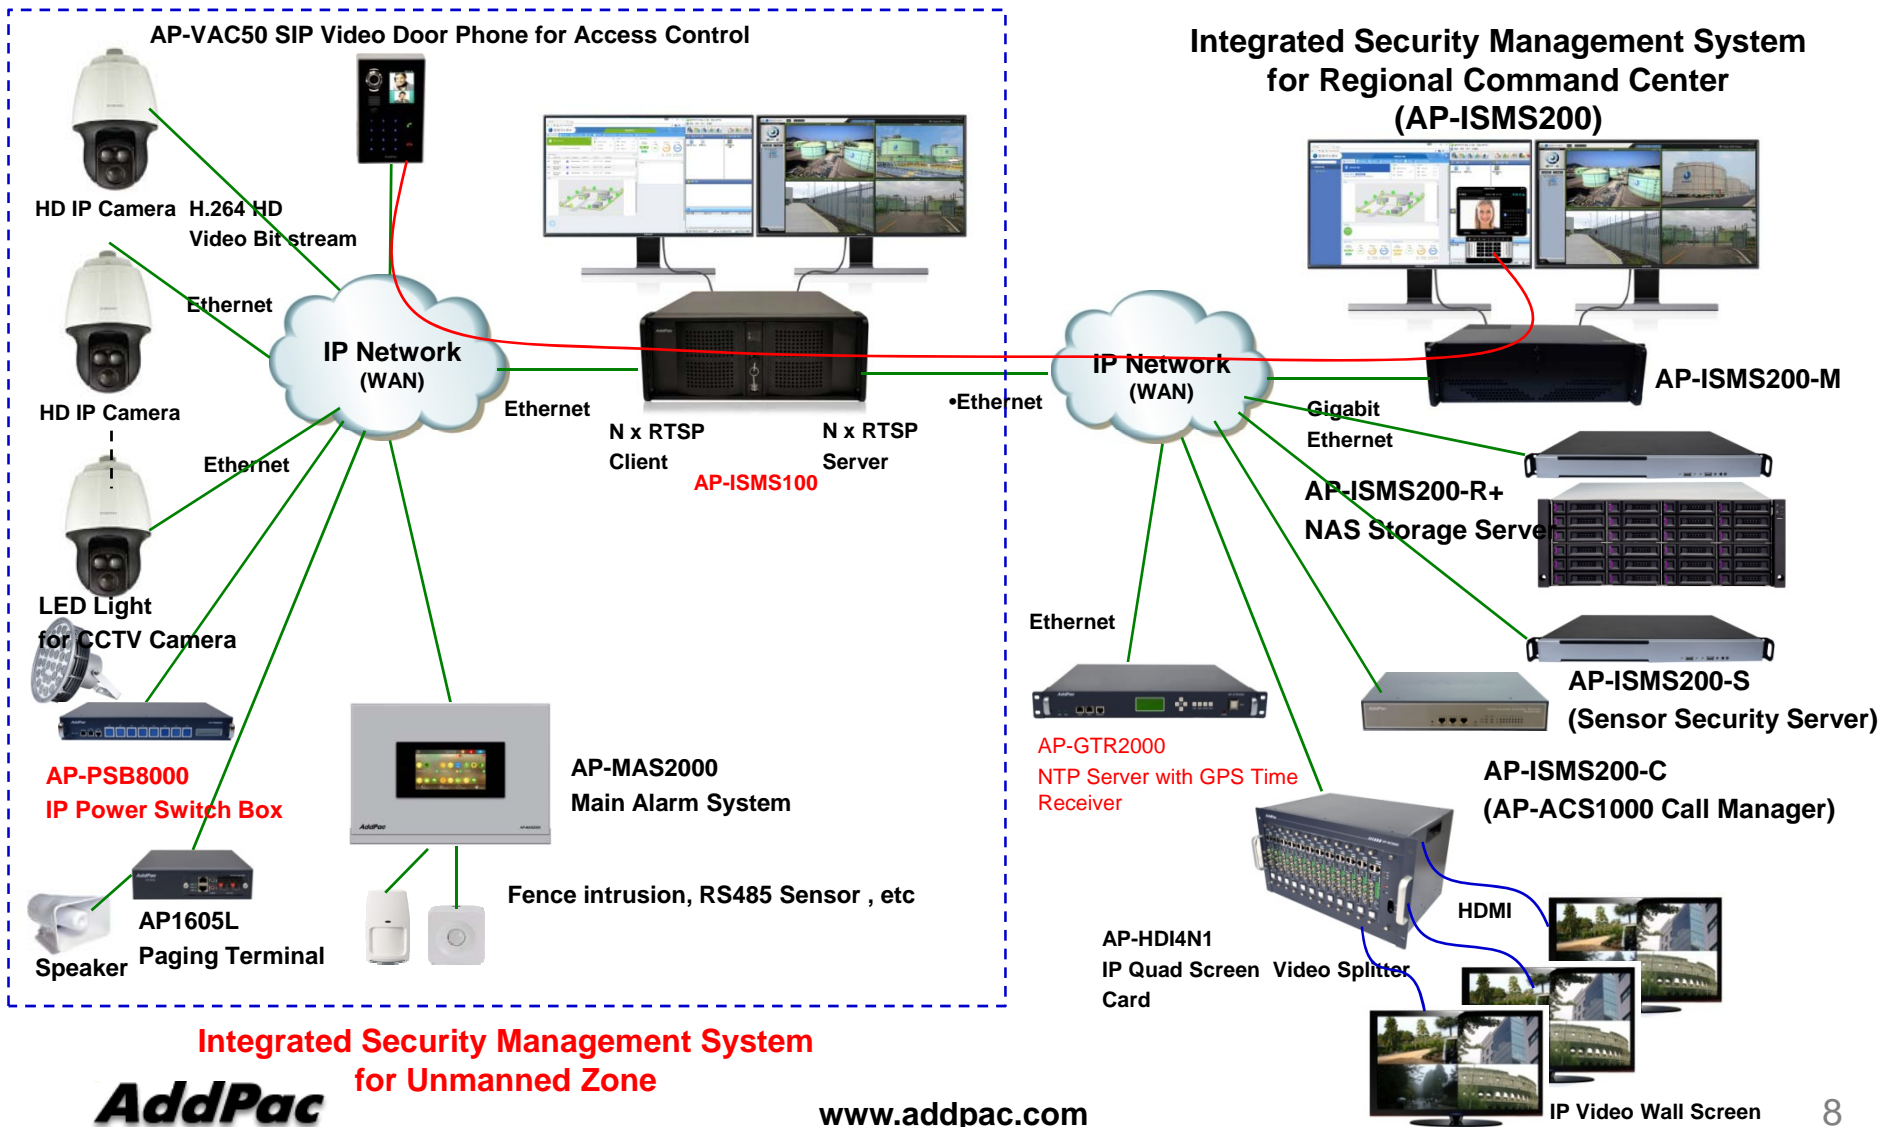 AP-VAC50 SIP Video Door Phone for Access Control
Integrated Security Management System
for Regional Command Center
(AP-ISMS200)
HD IP Camera
H.264 HD
Video Bit stream
Ethernet
IP Network
(WAN)
HD IP Camera
Ethernet
Ethernet
N x RTSP
Client
N x RTSP
Server
AP-ISMS100
•Ethernet
IP Network
(WAN)
AP-ISMS200-M
Gigabit
Ethernet
AP-ISMS200-R+
NAS Storage Server
LED Light
for CCTV Camera
Ethernet
AP-ISMS200-S
(Sensor Security Server)
AP-PSB8000
IP Power Switch Box
AP-MAS2000
Main Alarm System
AddPac
AP-GTR2000
NTP Server with GPS Time
Receiver
AP-ISMS200-C
(AP-ACS1000 Call Manager)
Speaker
AP1605L
Paging Terminal
Fence intrusion, RS485 Sensor , etc
HDMI
AP-HDI4N1
IP Quad Screen  Video Splitter
Card
Integrated Security Management System
for Unmanned Zone
AddPac
www.addpac.com
IP Video Wall Screen
8